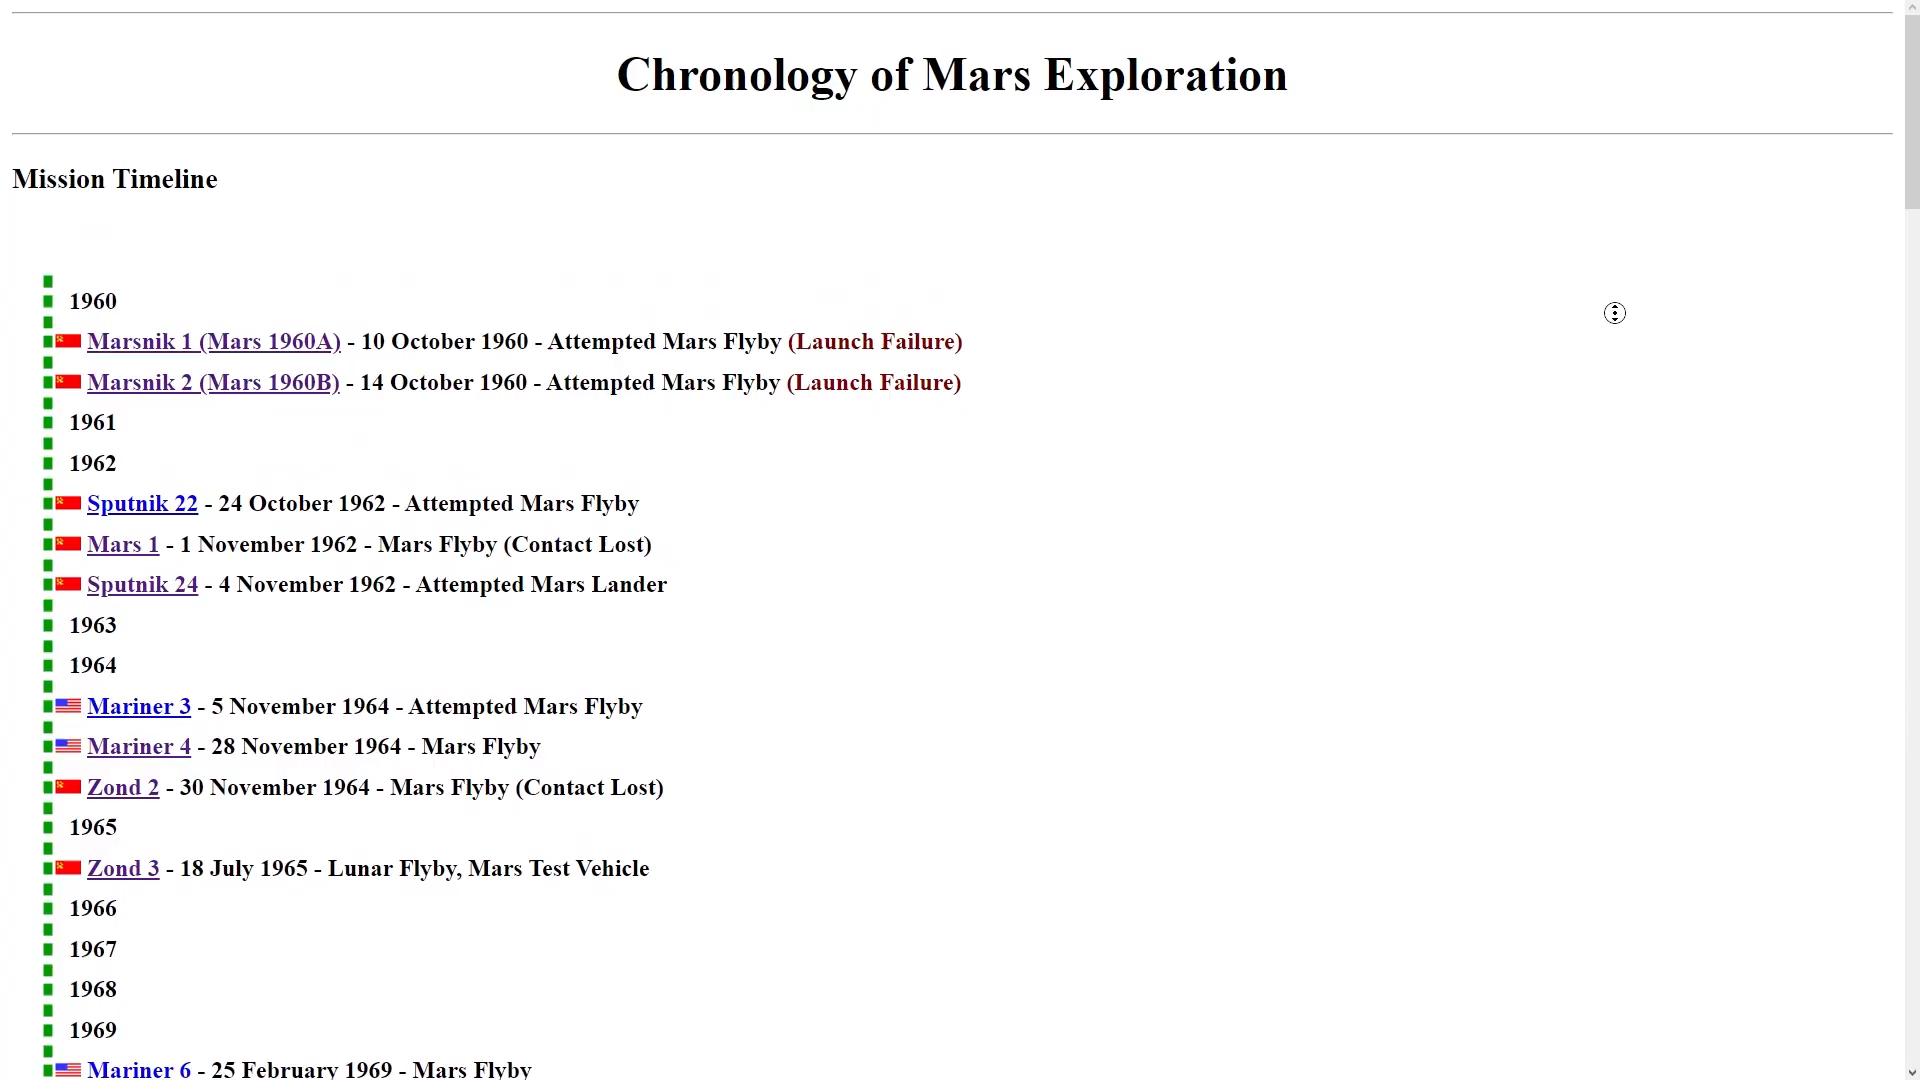 Chronology of Mars Exploration
Mission Timeline
1960
Marsnik 1 (Mars 1960A) - 10 October 1960 - Attempted Mars Flyby (Launch Failure)
Marsnik 2 (Mars 1960B) - 14 October 1960 - Attempted Mars Flyby (Launch Failure)
1961
1962
Sputnik 22 - 24 October 1962 - Attempted Mars Flyby
Mars 1 - 1 November 1962 - Mars Flyby (Contact Lost)
Sputnik 24 - 4 November 1962 - Attempted Mars Lander
1963
1964
Mariner 3 - 5 November 1964 - Attempted Mars Flyby
Mariner 4 - 28 November 1964 - Mars Flyby
Zond 2 - 30 November 1964 - Mars Flyby (Contact Lost)
1965
Zond 3 - 18 July 1965 - Lunar Flyby, Mars Test Vehicle
1966
1967
1968
1969
Mariner 6 - 25 February 1969 - Mars Flyby